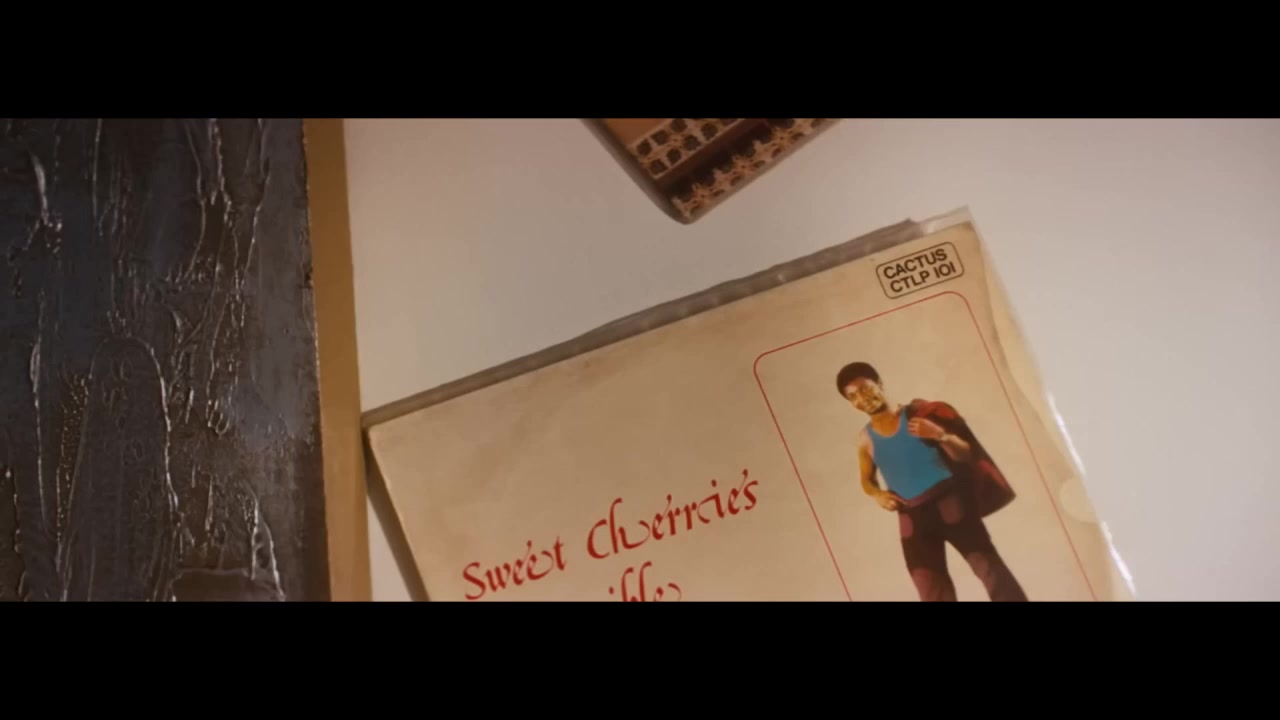 CACTUS
CTLP 101
Sweet Cherries